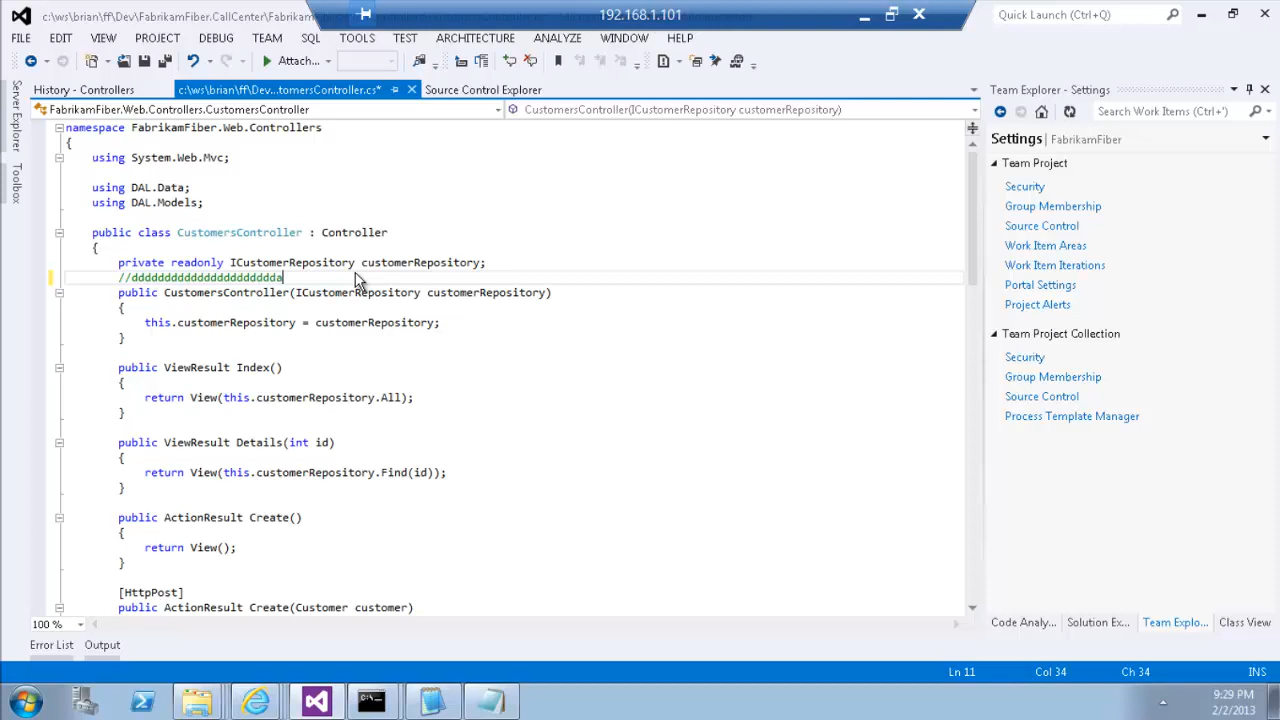 c:\ws\brian\ff\Dev\FabrikamFiber.CallCenter\Fabrikam
192.168.1.101
Quick Launch (Ctrl+Q)
FILE EDIT VIEW PROJECT DEBUG TEAM SQL TOOLS TEST ARCHITECTURE ANALYZE WINDOW HELP
Attach...
History - Controllers c:\ws\brian\ff\Dev...tomersController.cs* Source Control Explorer
FabrikamFiber.Web.Controllers.CustomersController CustomersController(ICustomerRepository customerRepository)
namespace FabrikamFiber.Web.Controllers
{
using System.Web.Mvc;
using DAL.Data;
using DAL.Models;
public class CustomersController : Controller
{
private readonly ICustomerRepository customerRepository;
public CustomersController(ICustomerRepository customerRepository)
{
this.customerRepository = customerRepository;
}
public ViewResult Index()
{
return View(this.customerRepository.All);
}
public ViewResult Details(int id)
{
return View(this.customerRepository.Find(id));
}
public ActionResult Create()
{
return View();
}
[HttpPost]
public ActionResult Create(Customer customer)
100 %
Server Explorer
Toolbox
Team Explorer - Settings
Search Work Items (Ctrl+')
Settings | FabrikamFiber
Team Project
Security
Group Membership
Source Control
Work Item Areas
Work Item Iterations
Portal Settings
Project Alerts
Team Project Collection
Security
Group Membership
Source Control
Process Template Manager
Code Analy... Solution Ex... Team Explo... Class View
Error List Output
Ln 11 Col 34 Ch 34 INS
9:29 PM
2/2/2013